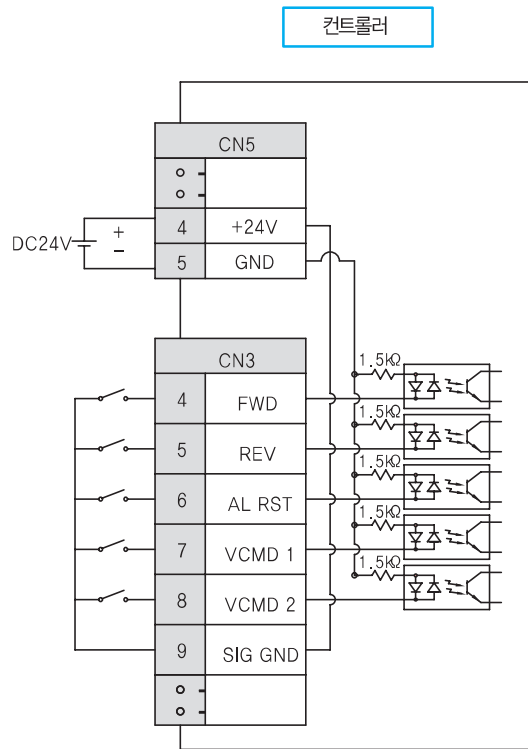 컨트롤러
CN5
4 +24V
5 GND
DC24V
+
−
CN3
4 FWD
5 REV
6 AL RST
7 VCMD 1
8 VCMD 2
9 SIG GND
1.5kΩ
1.5kΩ
1.5kΩ
1.5kΩ
1.5kΩ